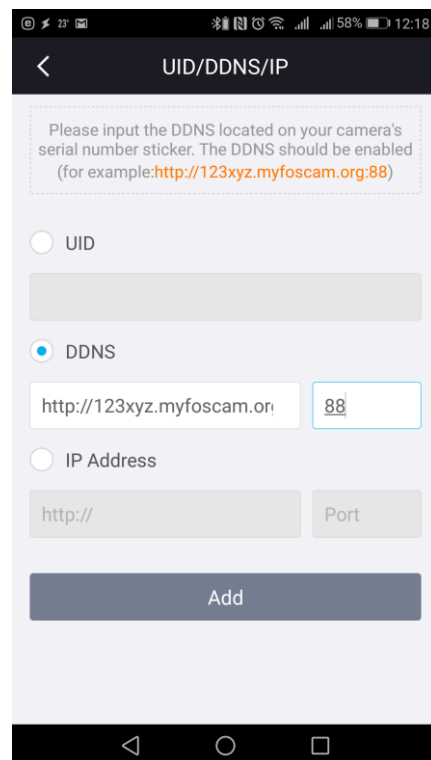 23° 58% 12:18
UID/DDNS/IP
Please input the DDNS located on your camera's
serial number sticker. The DDNS should be enabled
(for example:http://123xyz.myfoscam.org:88)
UID
DDNS
http://123xyz.myfoscam.or 88
IP Address
http:// Port
Add